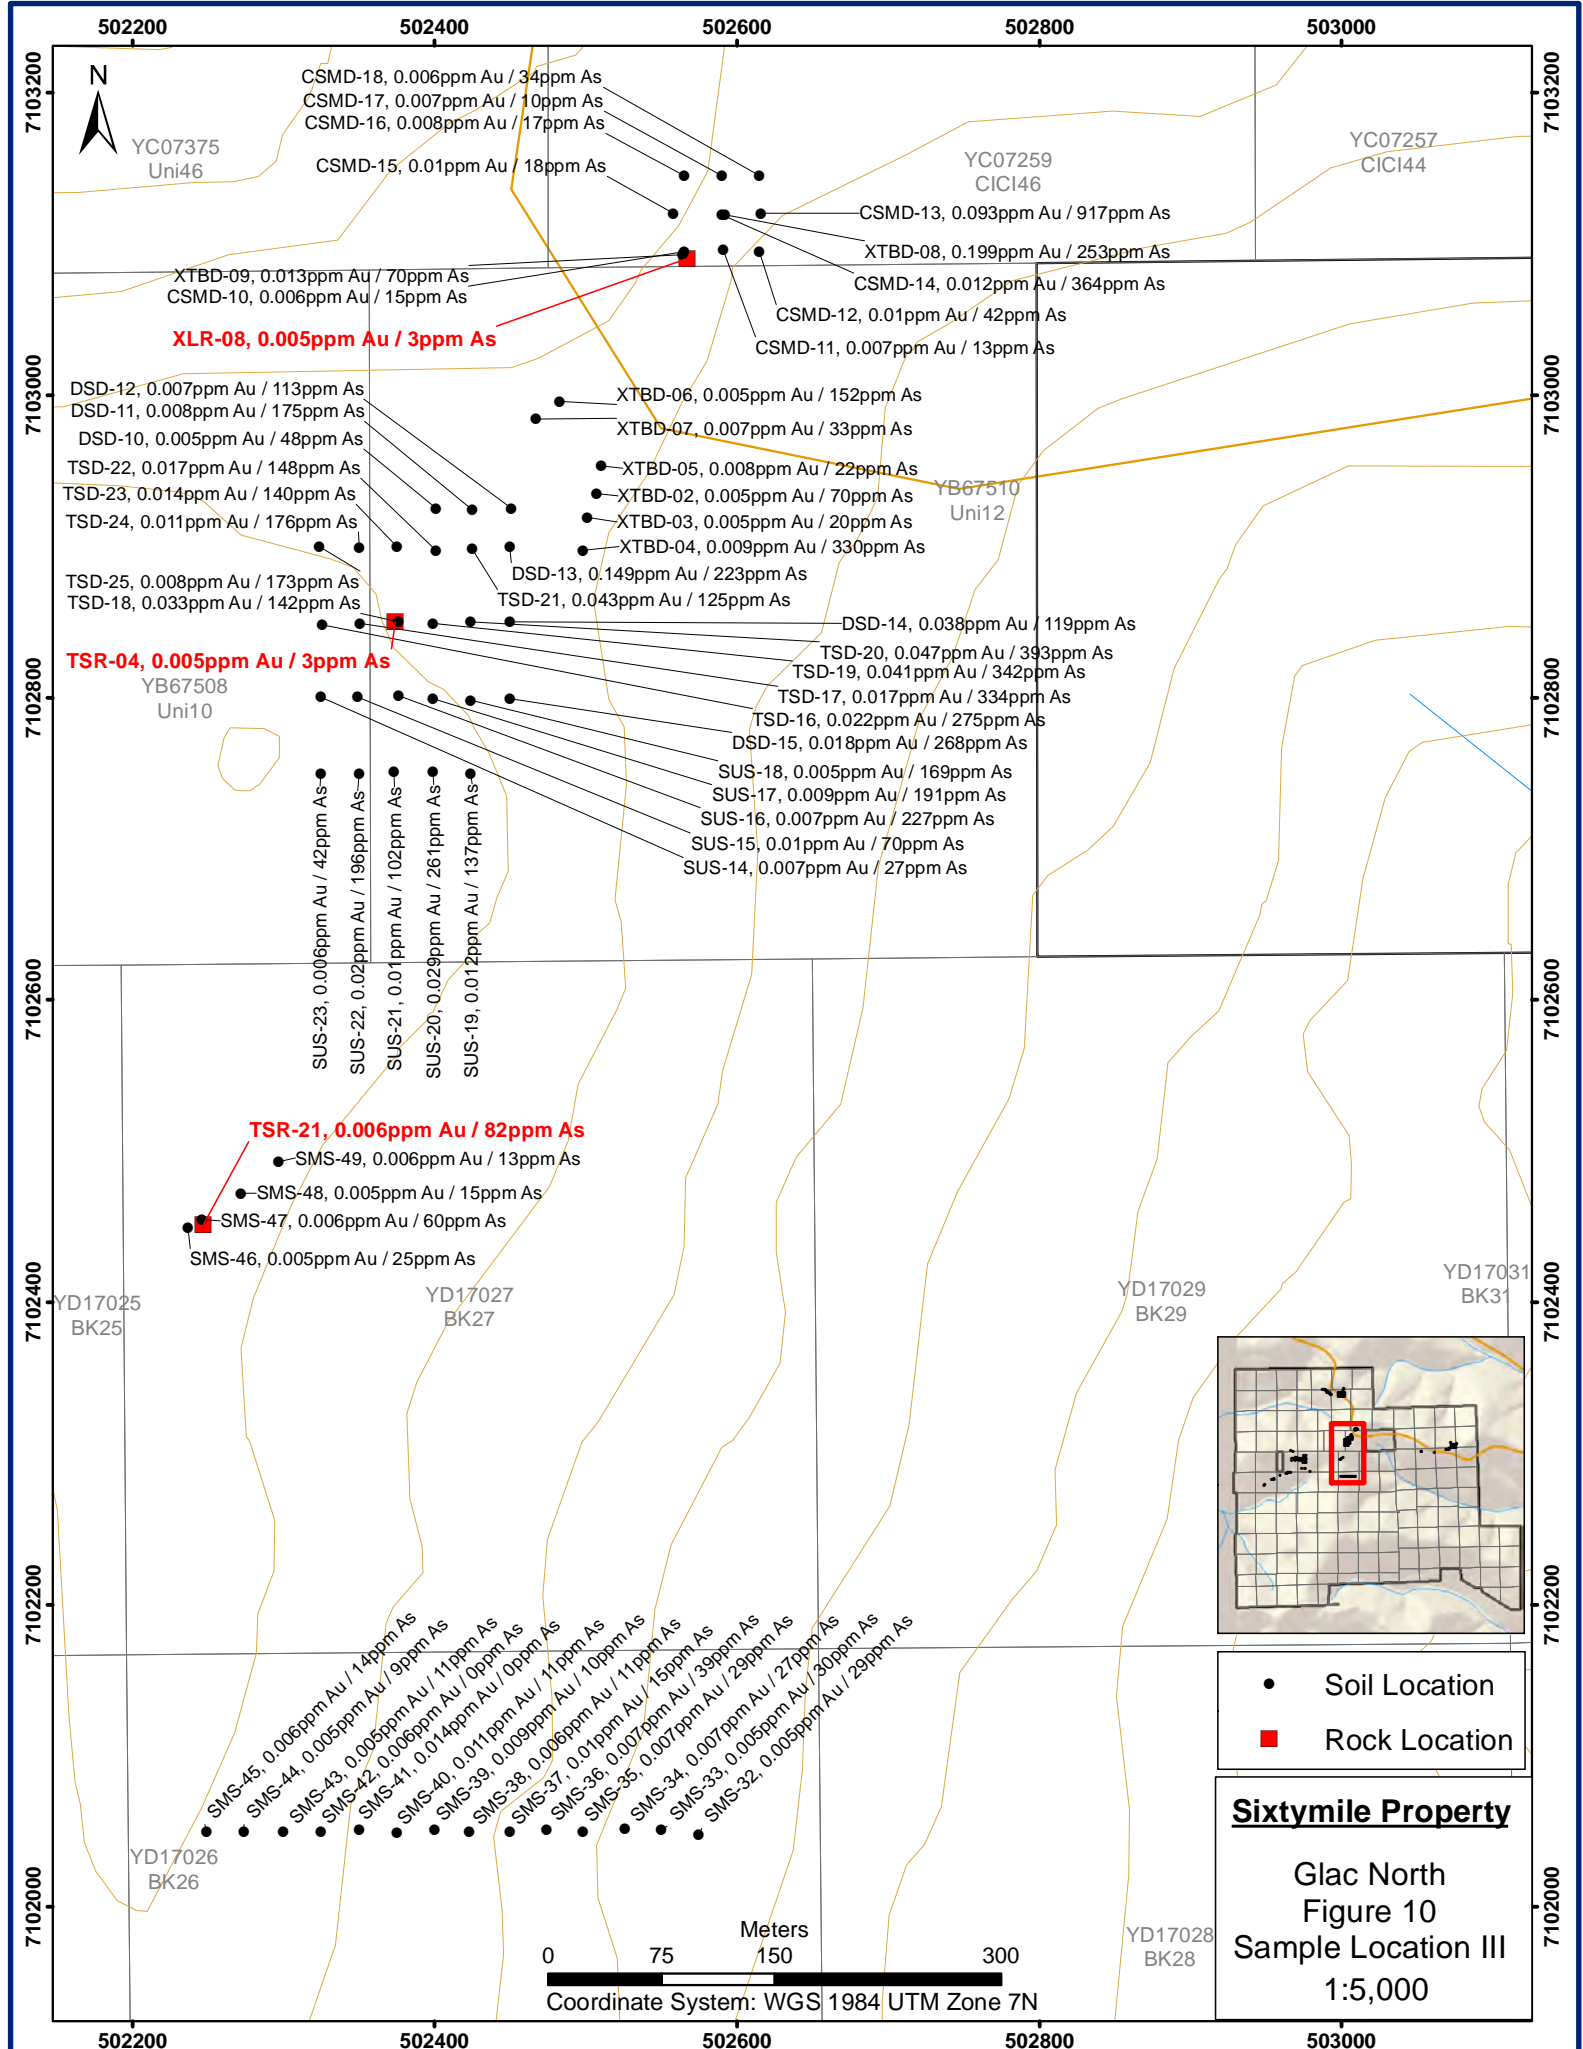 502200 502400 502600 502800 503000
7103200
7103200
N
CSMD-18, 0.006ppm Au / 34ppm As
CSMD-17, 0.007ppm Au / 10ppm As
CSMD-16, 0.008ppm Au / 17ppm As
CSMD-15, 0.01ppm Au / 18ppm As
YC07375
Uni46
YC07259
CICI46
YC07257
CICI44
CSMD-13, 0.093ppm Au / 917ppm As
XTBD-08, 0.199ppm Au / 253ppm As
CSMD-14, 0.012ppm Au / 364ppm As
CSMD-12, 0.01ppm Au / 42ppm As
CSMD-11, 0.007ppm Au / 13ppm As
XTBD-09, 0.013ppm Au / 70ppm As
CSMD-10, 0.006ppm Au / 15ppm As
XLR-08, 0.005ppm Au / 3ppm As
7103000
7103000
DSD-12, 0.007ppm Au / 113ppm As
DSD-11, 0.008ppm Au / 175ppm As
DSD-10, 0.005ppm Au / 48ppm As
TSD-22, 0.017ppm Au / 148ppm As
TSD-23, 0.014ppm Au / 140ppm As
TSD-24, 0.011ppm Au / 176ppm As
TSD-25, 0.008ppm Au / 173ppm As
TSD-18, 0.033ppm Au / 142ppm As
TSR-04, 0.005ppm Au / 3ppm As
XTBD-06, 0.005ppm Au / 152ppm As
XTBD-07, 0.007ppm Au / 33ppm As
XTBD-05, 0.008ppm Au / 22ppm As
XTBD-02, 0.005ppm Au / 70ppm As
XTBD-03, 0.005ppm Au / 20ppm As
XTBD-04, 0.009ppm Au / 330ppm As
YB67510
Uni12
DSD-13, 0.149ppm Au / 223ppm As
TSD-21, 0.043ppm Au / 125ppm As
DSD-14, 0.038ppm Au / 119ppm As
TSD-20, 0.047ppm Au / 393ppm As
TSD-19, 0.041ppm Au / 342ppm As
TSD-17, 0.017ppm Au / 334ppm As
TSD-16, 0.022ppm Au / 275ppm As
DSD-15, 0.018ppm Au / 268ppm As
SUS-18, 0.005ppm Au / 169ppm As
SUS-17, 0.009ppm Au / 191ppm As
SUS-16, 0.007ppm Au / 227ppm As
SUS-15, 0.01ppm Au / 70ppm As
SUS-14, 0.007ppm Au / 27ppm As
7102800
7102800
YB67508
Uni10
SUS-23, 0.006ppm Au / 42ppm As
SUS-22, 0.02ppm Au / 196ppm As
SUS-21, 0.01ppm Au / 102ppm As
SUS-20, 0.029ppm Au / 261ppm As
SUS-19, 0.012ppm Au / 137ppm As
7102600
7102600
TSR-21, 0.006ppm Au / 82ppm As
SMS-49, 0.006ppm Au / 13ppm As
SMS-48, 0.005ppm Au / 15ppm As
SMS-47, 0.006ppm Au / 60ppm As
SMS-46, 0.005ppm Au / 25ppm As
7102400
7102400
YD17025
BK25
YD17027
BK27
YD17029
BK29
YD17031
BK31
7102200
7102200
SMS-45, 0.006ppm Au / 14ppm As
SMS-44, 0.005ppm Au / 9ppm As
SMS-43, 0.005ppm Au / 11ppm As
SMS-42, 0.006ppm Au / 0ppm As
SMS-41, 0.014ppm Au / 0ppm As
SMS-40, 0.011ppm Au / 11ppm As
SMS-39, 0.009ppm Au / 10ppm As
SMS-38, 0.006ppm Au / 11ppm As
SMS-37, 0.01ppm Au / 15ppm As
SMS-36, 0.007ppm Au / 39ppm As
SMS-35, 0.007ppm Au / 29ppm As
SMS-34, 0.007ppm Au / 27ppm As
SMS-33, 0.005ppm Au / 30ppm As
SMS-32, 0.005ppm Au / 29ppm As
YD17026
BK26
YD17028
BK28
7102000
7102000
Soil Location
Rock Location
Sixtymile Property
Glac North
Figure 10
Sample Location III
1:5,000
Meters
0 75 150 300
Coordinate System: WGS 1984 UTM Zone 7N
502200 502400 502600 502800 503000